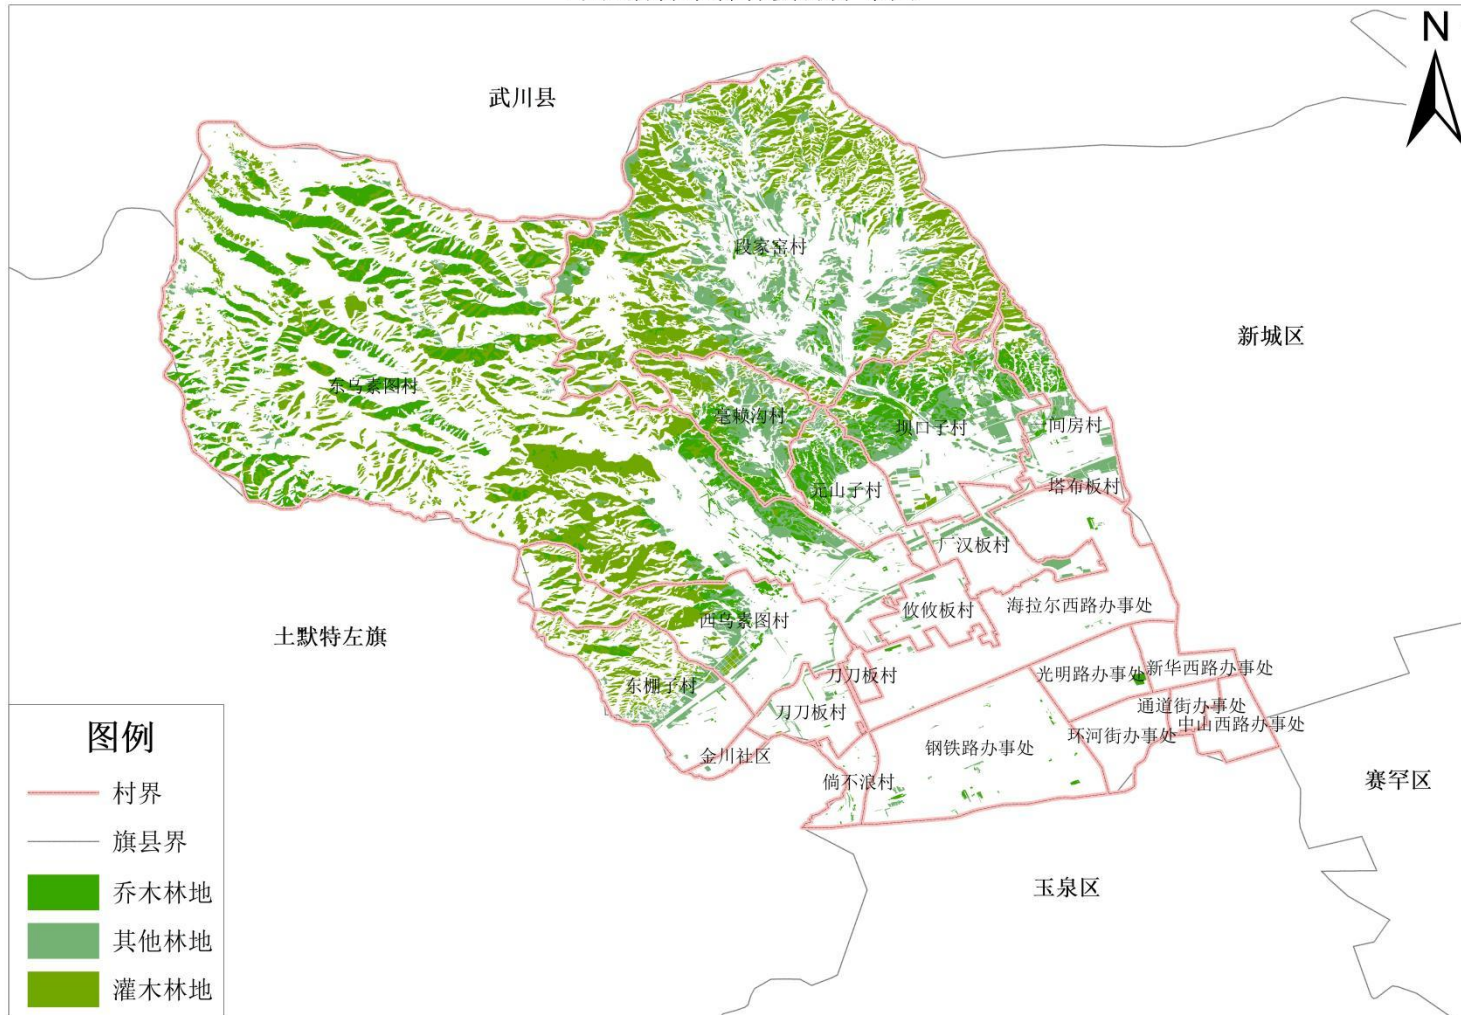 N
武川县
段家窑村
新城区
东乌素图村
毫赖沟村
坝口子村
一间房村
元山子村
塔布板村
厂汉板村
攸攸板村
海拉尔西路办事处
西乌素图村
土默特左旗
刀刀板村
光明路办事处
新华西路办事处
东棚子村
通道街办事处
刀刀板村
中山西路办事处
环河街办事处
钢铁路办事处
金川社区
倘不浪村
赛罕区
玉泉区
图例
村界
旗县界
乔木林地
其他林地
灌木林地